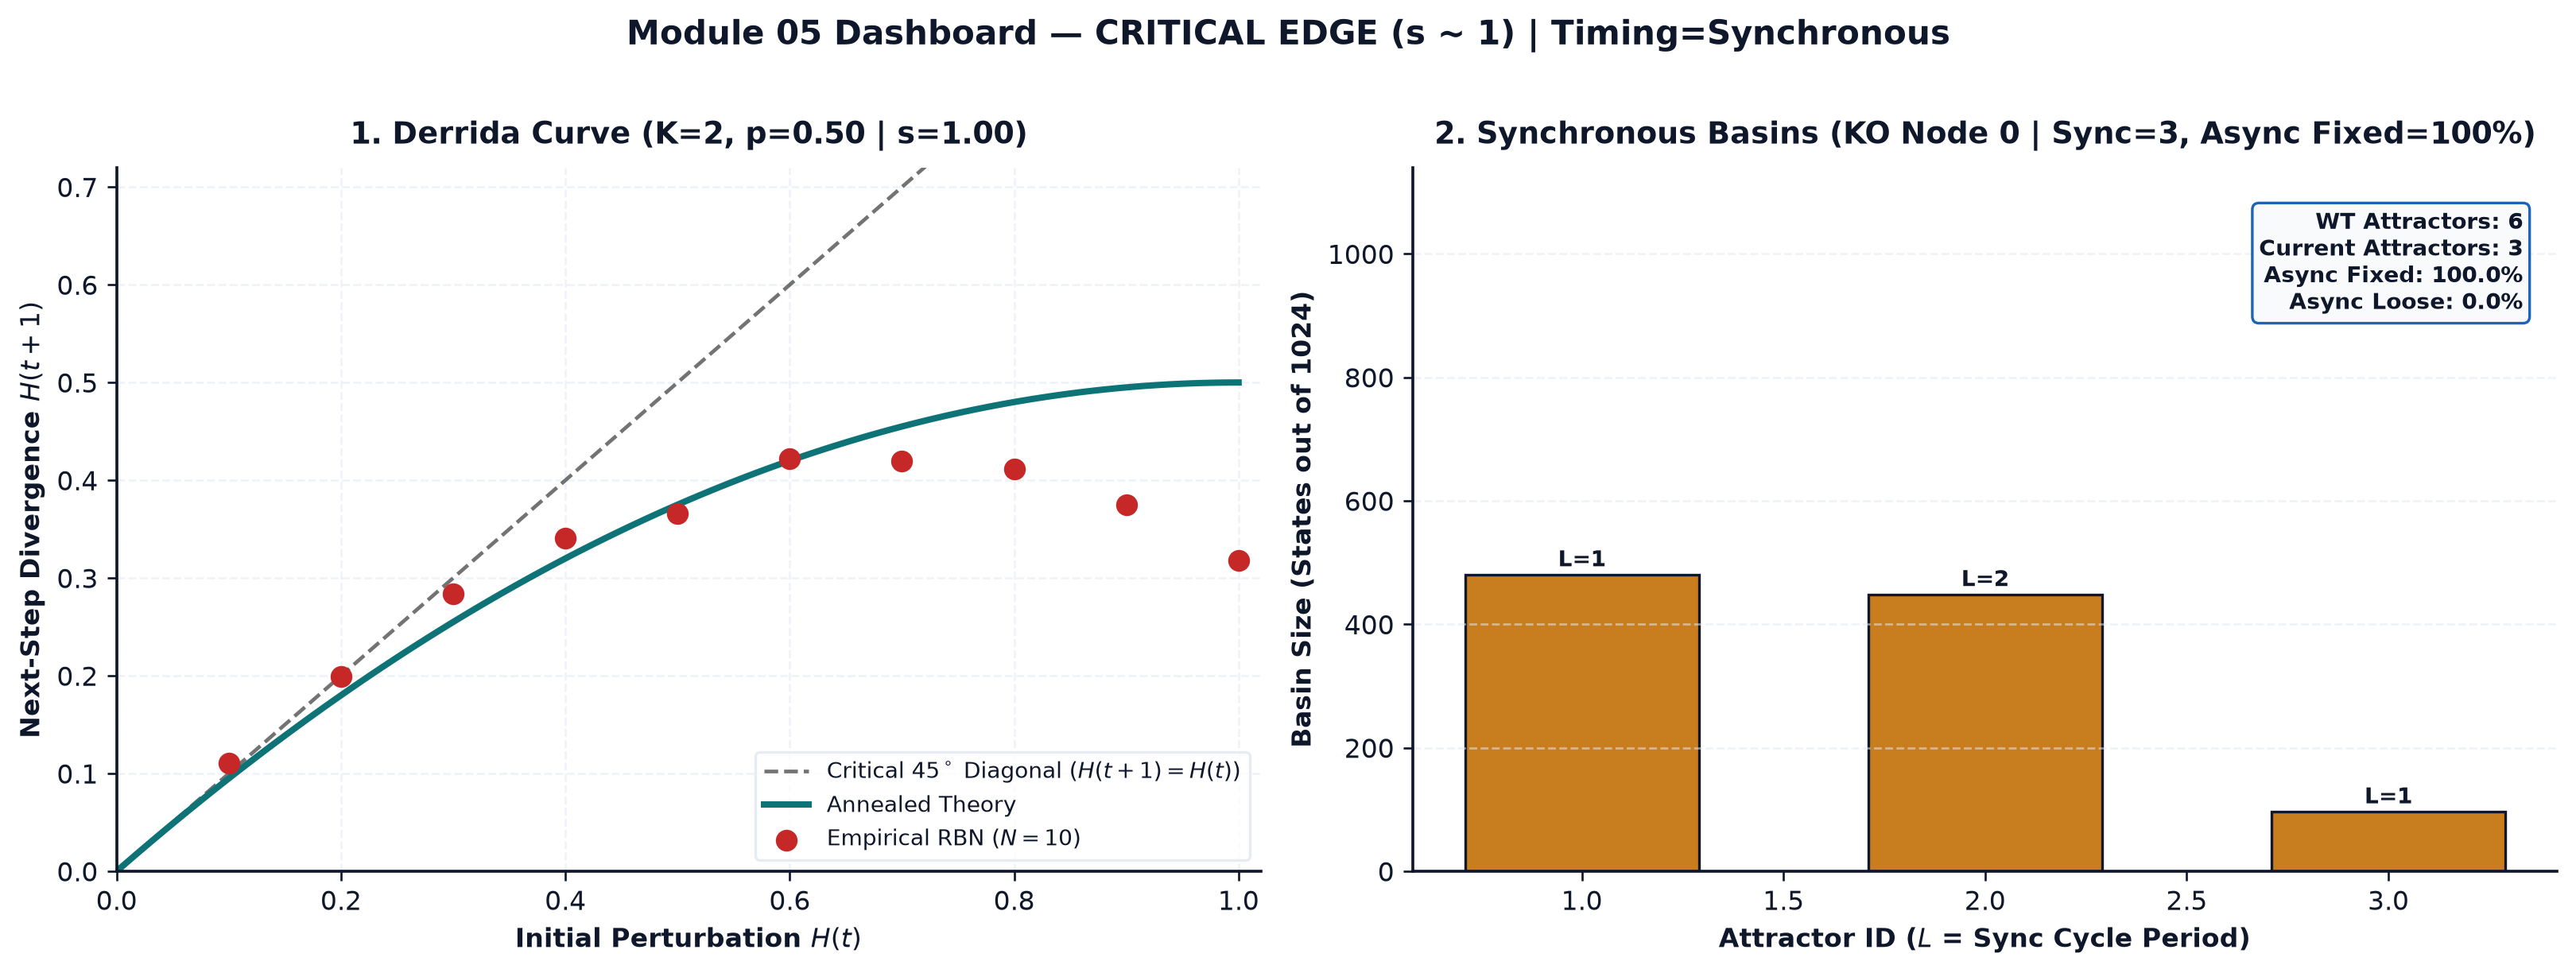 Module 05 Dashboard — CRITICAL EDGE (s ~ 1) | Timing=Synchronous
1. Derrida Curve (K=2, p=0.50 | s=1.00)
Next-Step Divergence H(t + 1)
0.7
0.6
0.5
0.4
0.3
0.2
0.1
0.0
0.0 0.2 0.4 0.6 0.8 1.0
Initial Perturbation H(t)
Critical 45° Diagonal (H(t + 1) = H(t))
Annealed Theory
Empirical RBN (N = 10)
2. Synchronous Basins (KO Node 0 | Sync=3, Async Fixed=100%)
Basin Size (States out of 1024)
1000
800
600
400
200
0
WT Attractors: 6
Current Attractors: 3
Async Fixed: 100.0%
Async Loose: 0.0%
L=1
L=2
L=1
1.0 1.5 2.0 2.5 3.0
Attractor ID (L = Sync Cycle Period)